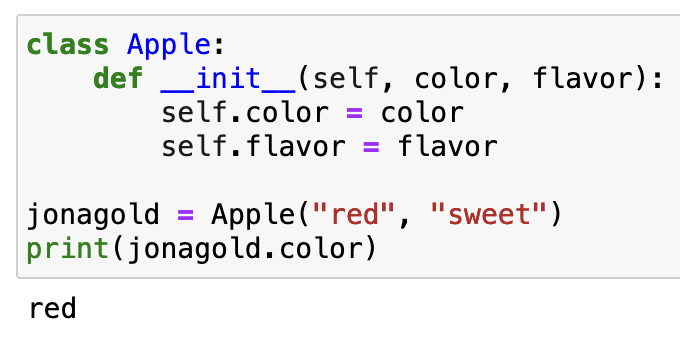 class Apple:
    def __init__(self, color, flavor):
        self.color = color
        self.flavor = flavor
jonagold = Apple("red", "sweet")
print(jonagold.color)
red